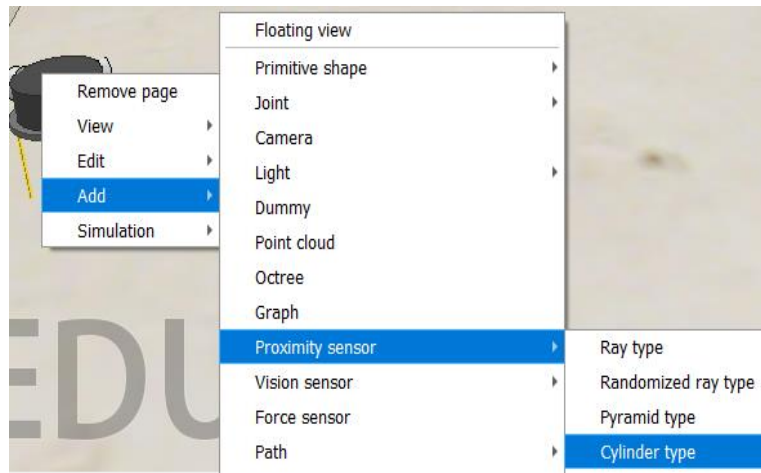 Remove page
View
Edit
Add
Simulation
Floating view
Primitive shape
Joint
Camera
Light
Dummy
Point cloud
Octree
Graph
Proximity sensor
Vision sensor
Force sensor
Path
Ray type
Randomized ray type
Pyramid type
Cylinder type
EDU